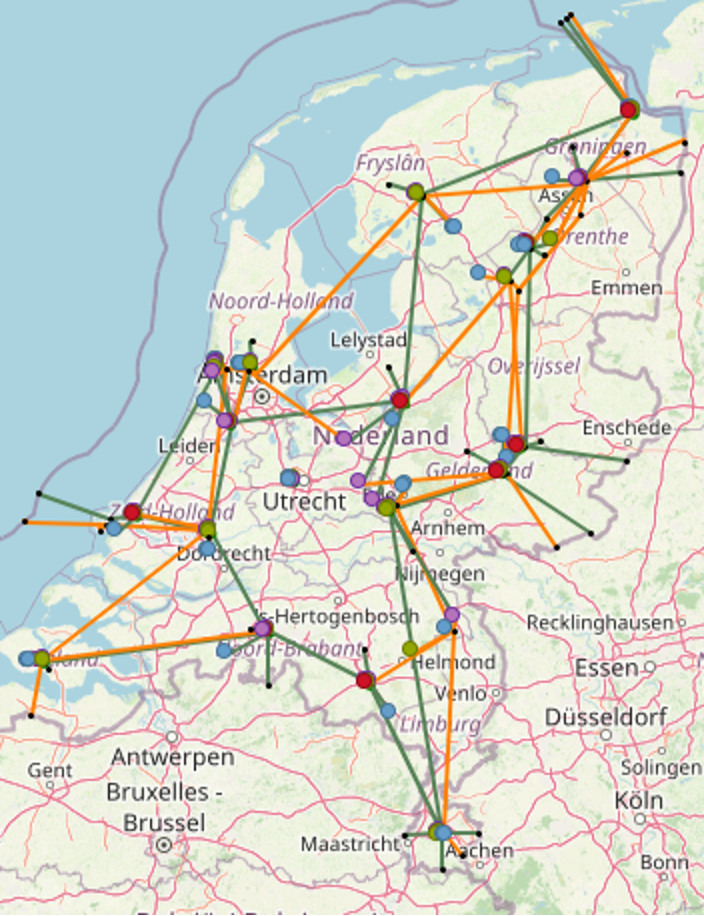 Groningen
Fryslân
Assen
Drenthe
Emmen
Noord-Holland
Lelystad
Amsterdam
Overijssel
Enschede
Leiden
Nederland
Gelderland
Utrecht
Zuid-Holland
Arnhem
Dordrecht
Nijmegen
's-Hertogenbosch
Recklinghausen
Noord-Brabant
Helmond
Essen
Venlo
Limburg
Düsseldorf
Antwerpen
Gent
Solingen
Bruxelles -
Brussel
Köln
Maastricht
Aachen
Bonn